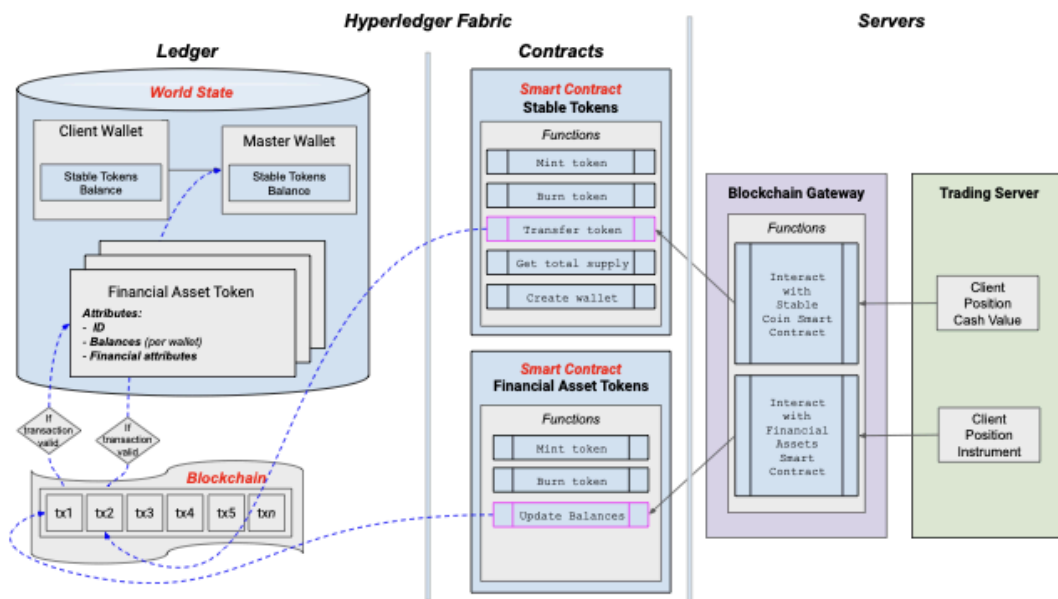 Hyperledger Fabric
Servers
Ledger
Contracts
World State
Client Wallet
Stable Tokens
Balance
Master Wallet
Stable Tokens
Balance
Financial Asset Token
Attributes:
- ID
- Balances (per wallet)
- Financial attributes
If
transaction
valid.
If
transaction
valid.
Blockchain
tx1
tx2
tx3
tx4
tx5
txn
Smart Contract
Stable Tokens
Functions
Mint token
Burn token
Transfer token
Get total supply
Create wallet
Smart Contract
Financial Asset Tokens
Functions
Mint token
Burn token
Update Balances
Blockchain Gateway
Functions
Interact
with
Stable
Coin Smart
Contract
Interact
with
Financial
Assets
Smart
Contract
Trading Server
Client
Position
Cash Value
Client
Position
Instrument